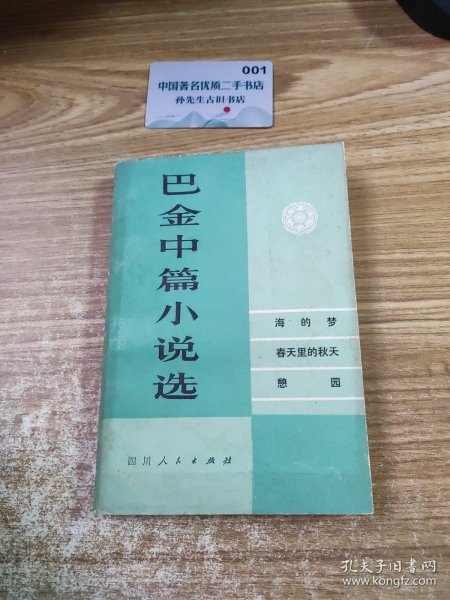 001
中国著名优质二手书店
孙先生古旧书店
巴金中篇小说选
海的梦
春天里的秋天
憩园
四川人民出版社
孔夫子旧书网
www.kongfz.com